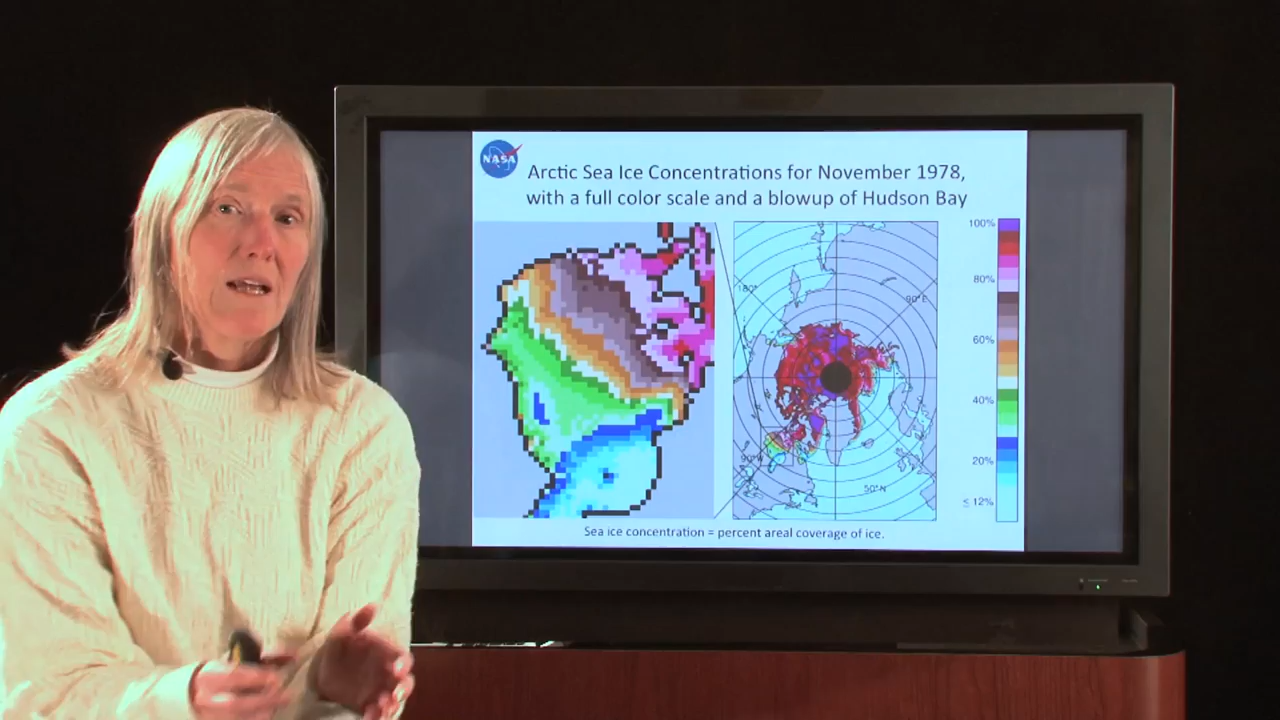 NASA
Arctic Sea Ice Concentrations for November 1978,
with a full color scale and a blowup of Hudson Bay
100%
80%
60%
40%
20%
≤ 12%
180°
90°E
90°W
50°N
Sea ice concentration = percent areal coverage of ice.